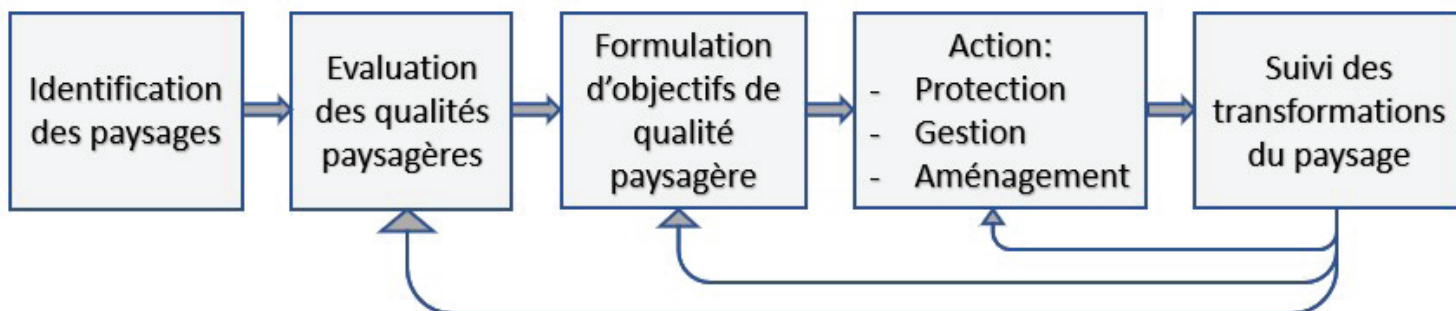 Identification
des paysages
Evaluation
des qualités
paysagères
Formulation
d'objectifs de
qualité
paysagère
Action:
- Protection
- Gestion
- Aménagement
Suivi des
transformations
du paysage